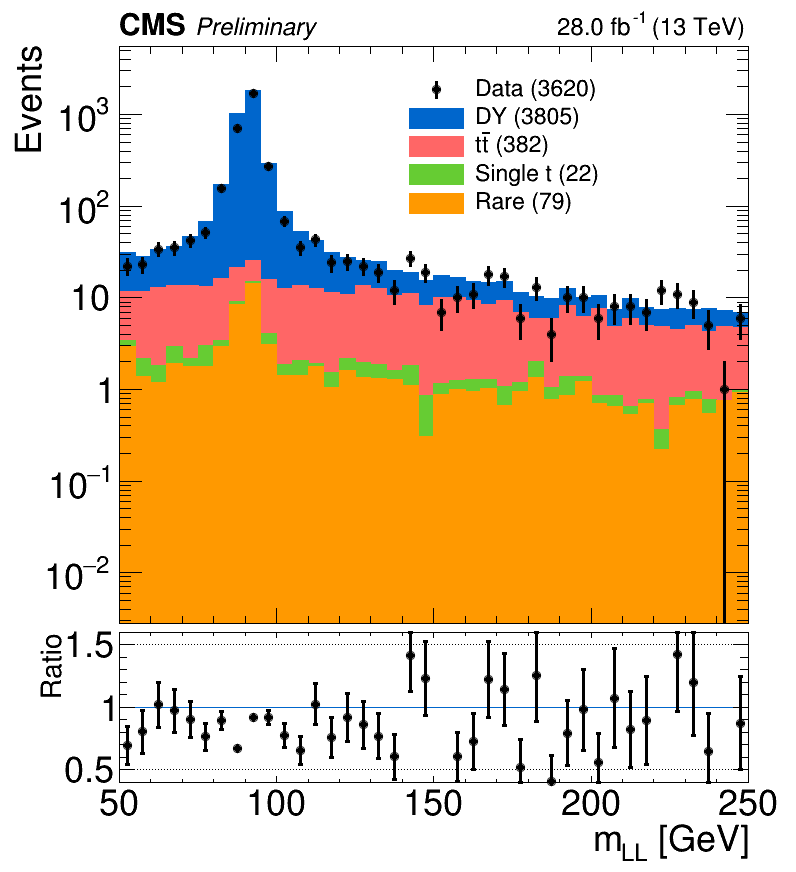 CMS Preliminary 28.0 fb⁻¹ (13 TeV)
Events
10³
10²
10
1
10⁻¹
10⁻²
Data (3620)
DY (3805)
tt̄ (382)
Single t (22)
Rare (79)
Ratio
1.5
1
0.5
50 100 150 200 250
m_LL [GeV]